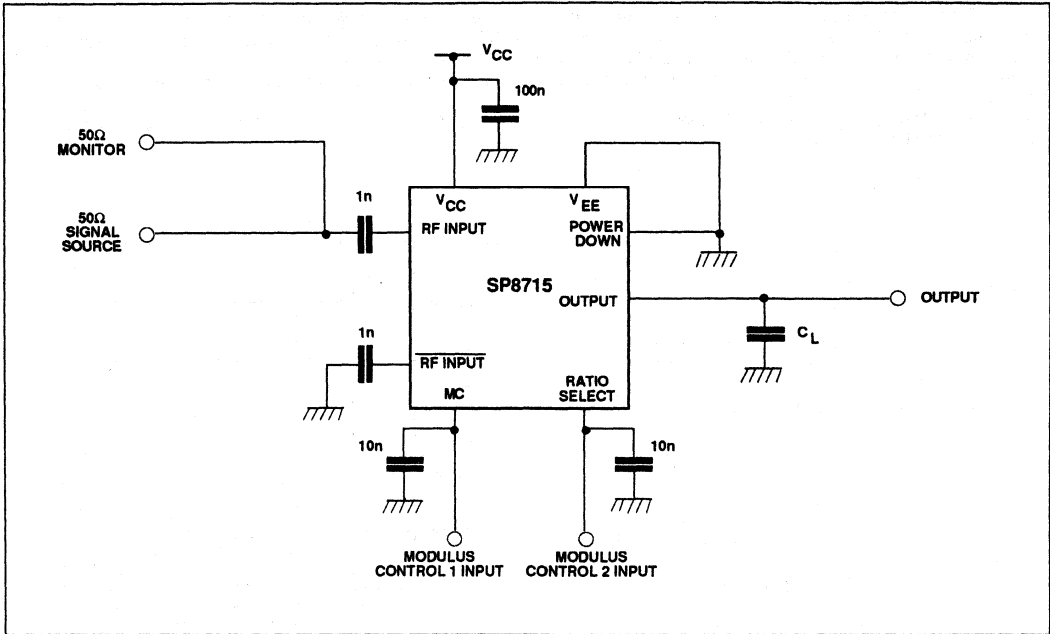 VCC
100n
50Ω
MONITOR
1n
50Ω
SIGNAL
SOURCE
VCC
VEE
RF INPUT
POWER
DOWN
SP8715
OUTPUT
OUTPUT
1n
CL
RF INPUT
MC
RATIO
SELECT
10n
10n
MODULUS
CONTROL 1 INPUT
MODULUS
CONTROL 2 INPUT